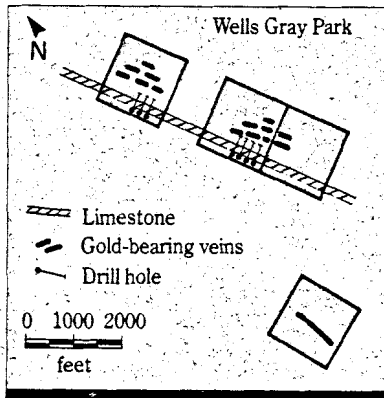 Wells Gray Park
N
Limestone
Gold-bearing veins
Drill hole
0 1000 2000
feet